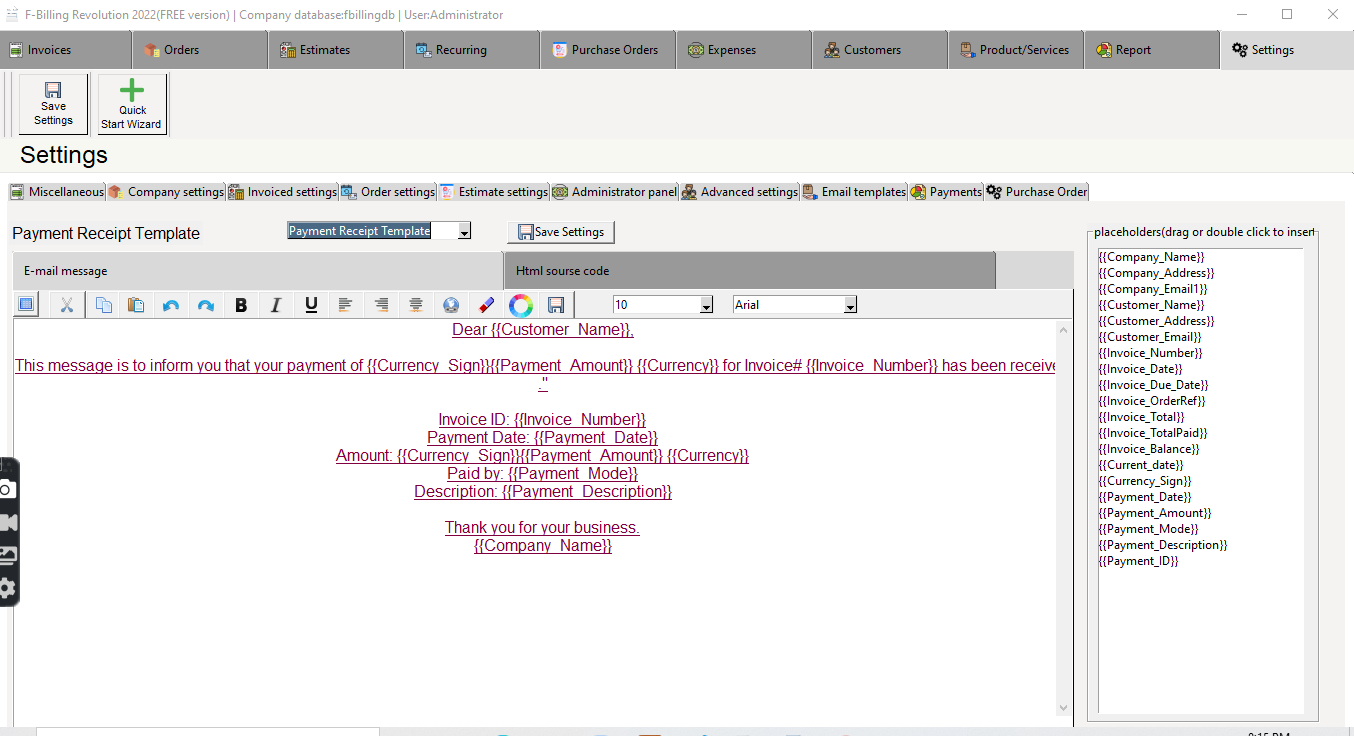 F-Billing Revolution 2022(FREE version) | Company database:fbillingdb | User:Administrator
Invoices
Orders
Estimates
Recurring
Purchase Orders
Expenses
Customers
Product/Services
Report
Settings
Save
Settings
Quick
Start Wizard
Settings
Miscellaneous
Company settings
Invoiced settings
Order settings
Estimate settings
Administrator panel
Advanced settings
Email templates
Payments
Purchase Order
Payment Receipt Template
Payment Receipt Template
Save Settings
E-mail message
Html sourse code
B
I
U
10
Arial
Dear {{Customer_Name}},
This message is to inform you that your payment of {{Currency_Sign}}{{Payment_Amount}} {{Currency}} for Invoice# {{Invoice_Number}} has been receive
."
Invoice ID: {{Invoice_Number}}
Payment Date: {{Payment_Date}}
Amount: {{Currency_Sign}}{{Payment_Amount}} {{Currency}}
Paid by: {{Payment_Mode}}
Description: {{Payment_Description}}
Thank you for your business.
{{Company_Name}}
placeholders(drag or double click to insert
{{Company_Name}}
{{Company_Address}}
{{Company_Email1}}
{{Customer_Name}}
{{Customer_Address}}
{{Customer_Email}}
{{Invoice_Number}}
{{Invoice_Date}}
{{Invoice_Due_Date}}
{{Invoice_OrderRef}}
{{Invoice_Total}}
{{Invoice_TotalPaid}}
{{Invoice_Balance}}
{{Current_date}}
{{Currency_Sign}}
{{Payment_Date}}
{{Payment_Amount}}
{{Payment_Mode}}
{{Payment_Description}}
{{Payment_ID}}